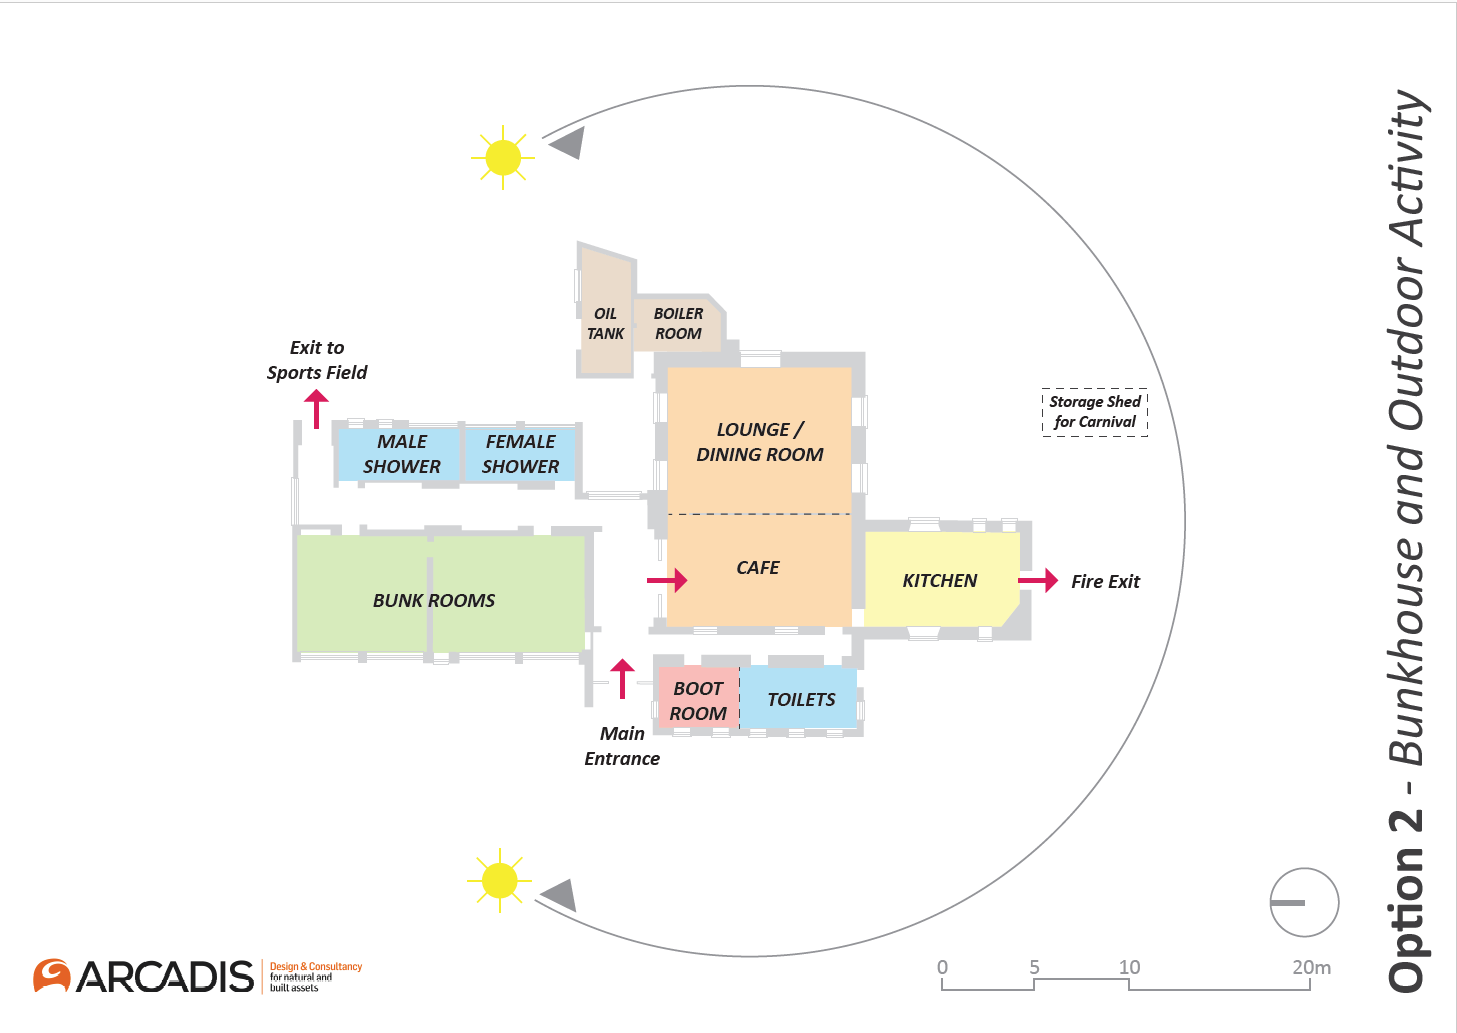 Option 2 - Bunkhouse and Outdoor Activity
OIL
TANK
BOILER
ROOM
Exit to
Sports Field
MALE
SHOWER
FEMALE
SHOWER
LOUNGE /
DINING ROOM
Storage Shed
for Carnival
CAFE
KITCHEN
Fire Exit
BUNK ROOMS
BOOT
ROOM
TOILETS
Main
Entrance
ARCADIS
Design & Consultancy
for natural and
built assets
0 5 10 20m